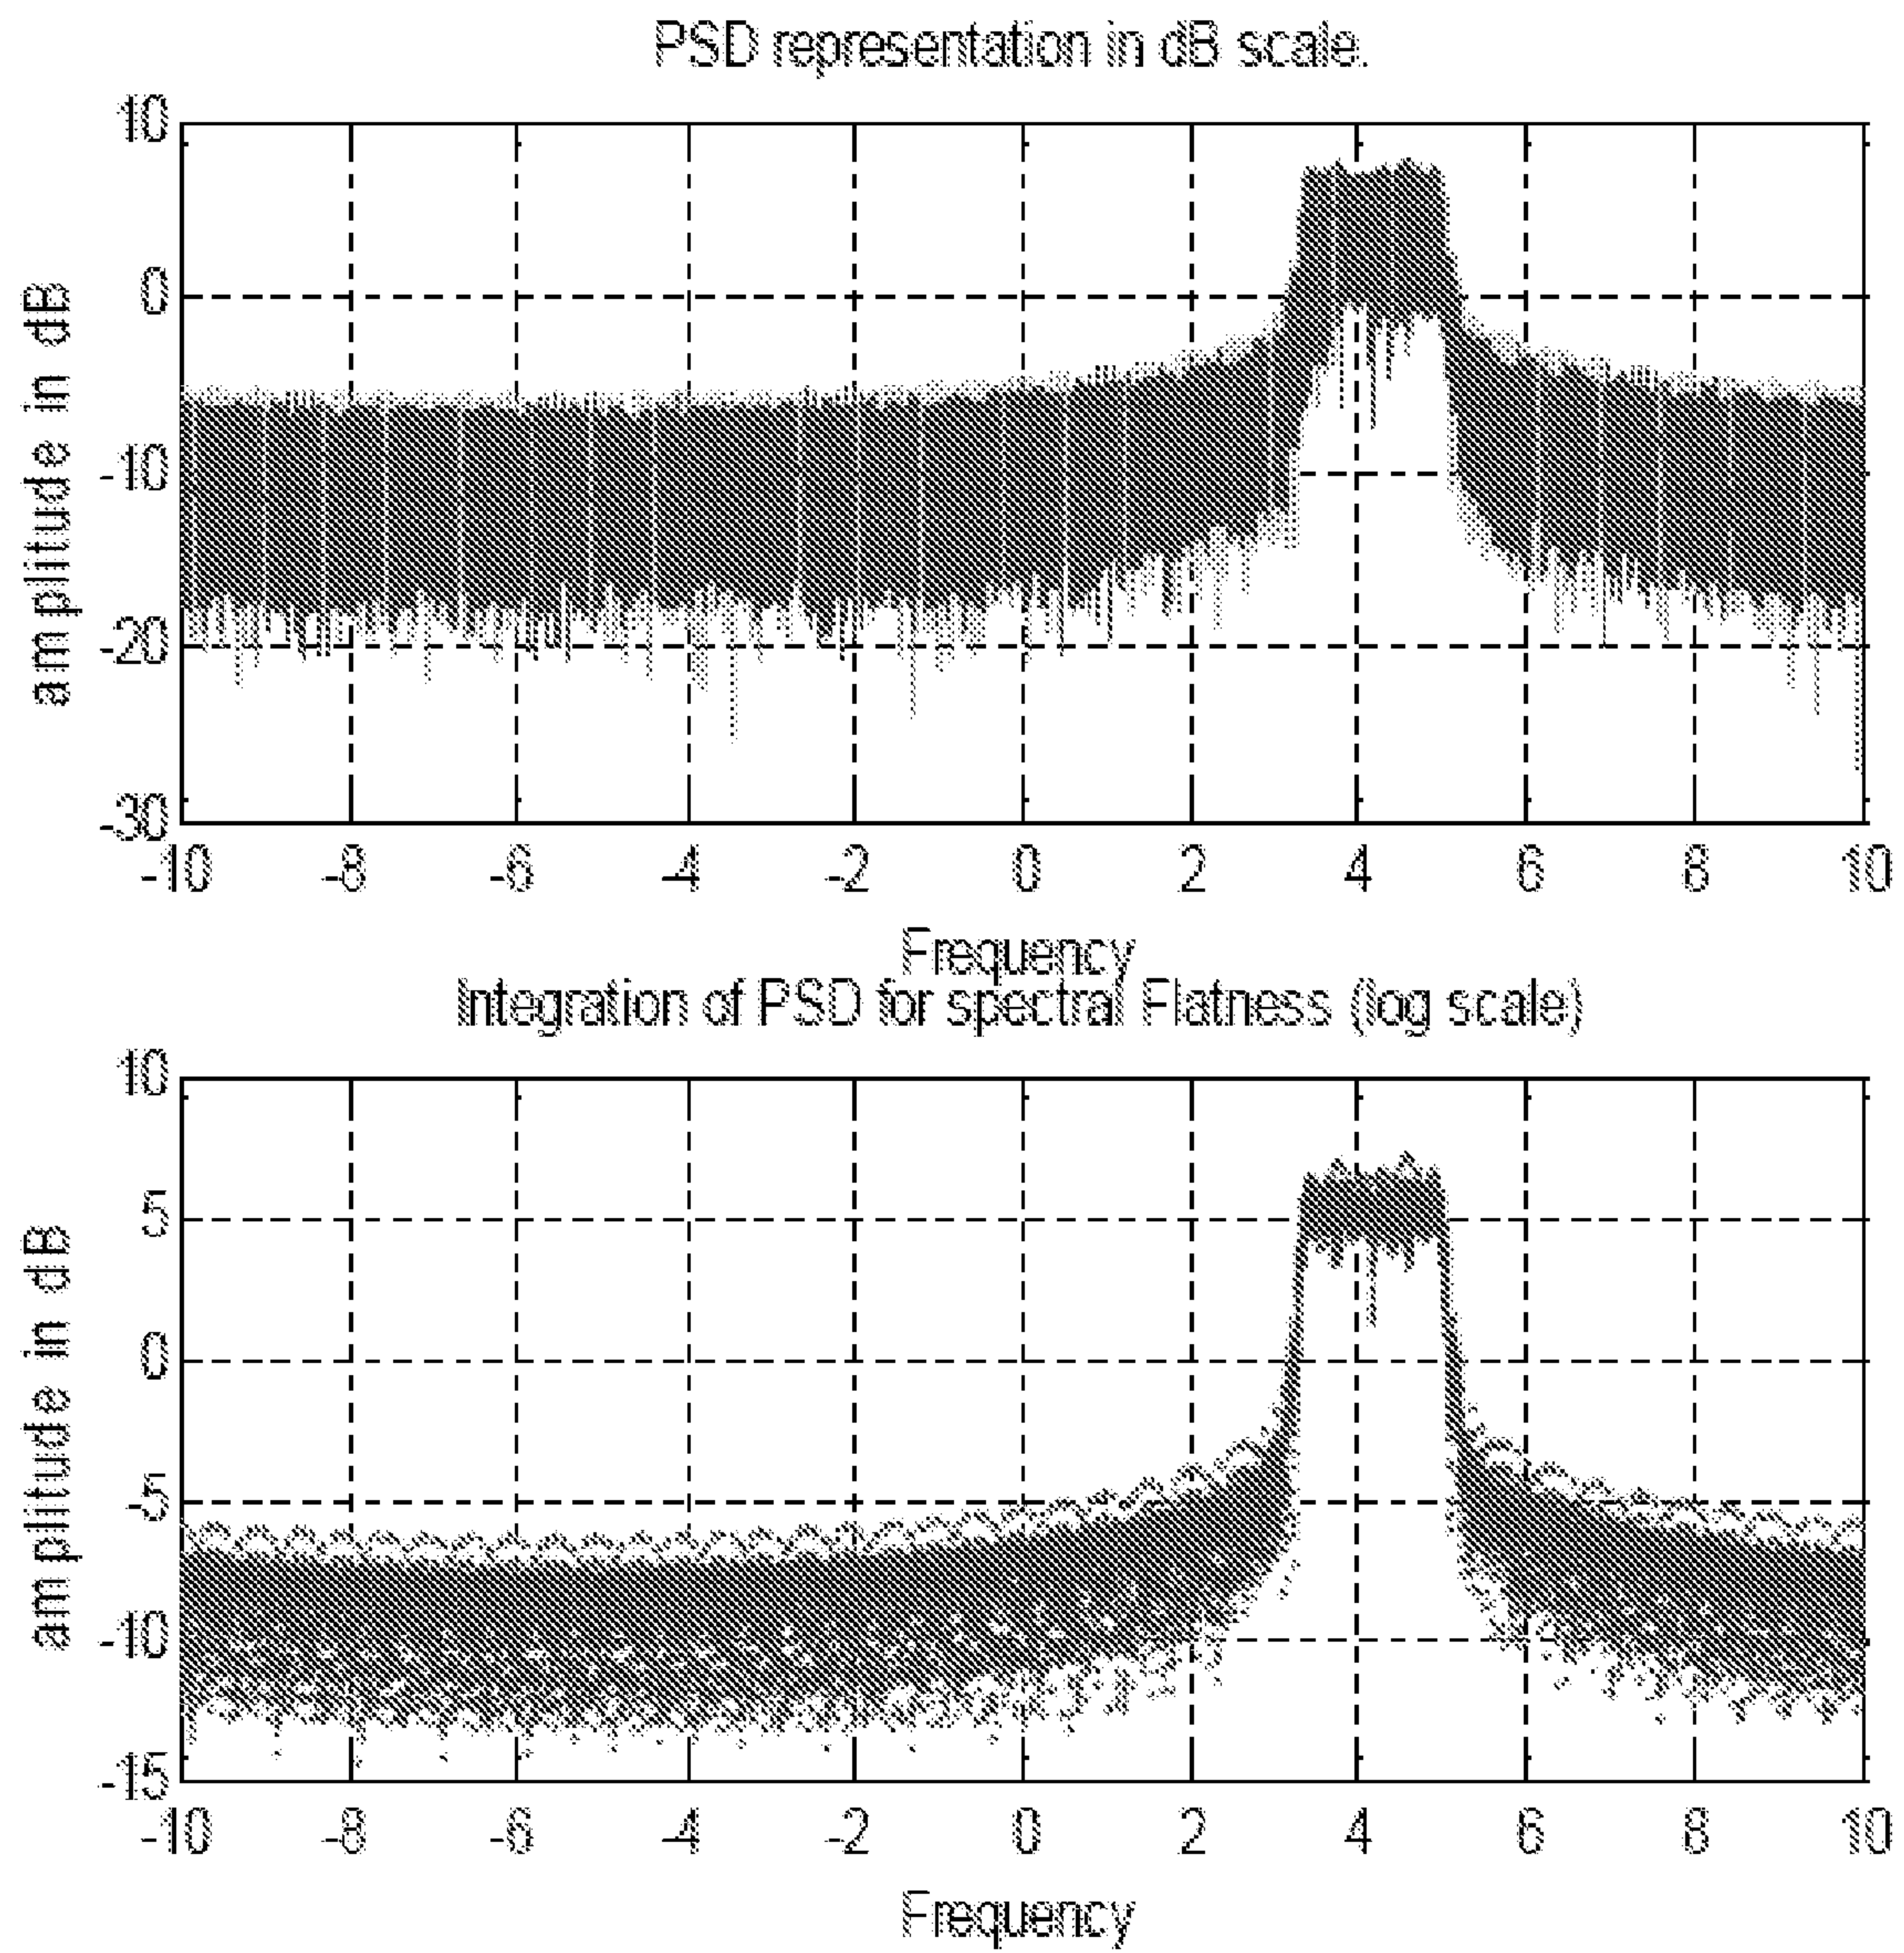 PSD representation in dB scale.
amplitude in dB
10
0
-10
-20
-30
-10 -8 -6 -4 -2 0 2 4 6 8 10
Frequency
Integration of PSD for spectral Flatness (log scale)
amplitude in dB
10
5
0
-5
-10
-15
-10 -8 -6 -4 -2 0 2 4 6 8 10
Frequency